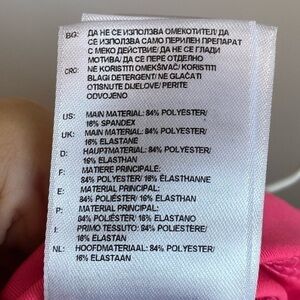 BG: ДА НЕ СЕ ИЗПОЛЗВА ОМЕКОТИТЕЛ/ ДА
СЕ ИЗПОЛЗВА САМО ПЕРИЛЕН ПРЕПАРАТ
С МЕКО ДЕЙСТВИЕ/ ДА НЕ СЕ ГЛАДИ
МОТИВА/ ДА СЕ ПЕРЕ ОТДЕЛНО
CRO: NE KORISTITI OMEKŠIVAČ/ KORISTITI
BLAGI DETERGENT/ NE GLAČATI
OTISNUTE DIJELOVE/ PERITE
ODVOJENO
US: MAIN MATERIAL: 84% POLYESTER/
16% SPANDEX
UK: MAIN MATERIAL: 84% POLYESTER/
16% ELASTANE
D: HAUPTMATERIAL: 84% POLYESTER/
16% ELASTHAN
F: MATIERE PRINCIPALE:
84% POLYESTER/ 16% ELASTHANNE
E: MATERIAL PRINCIPAL:
84% POLIÉSTER/ 16% ELASTHAN
P: MATERIAL PRINCIPAL:
84% POLIÉSTER/ 16% ELASTANO
I: PRIMO TESSUTO: 84% POLIESTERE/
16% ELASTAN
NL: HOOFDMATERIAAL: 84% POLYESTER/
16% ELASTAAN